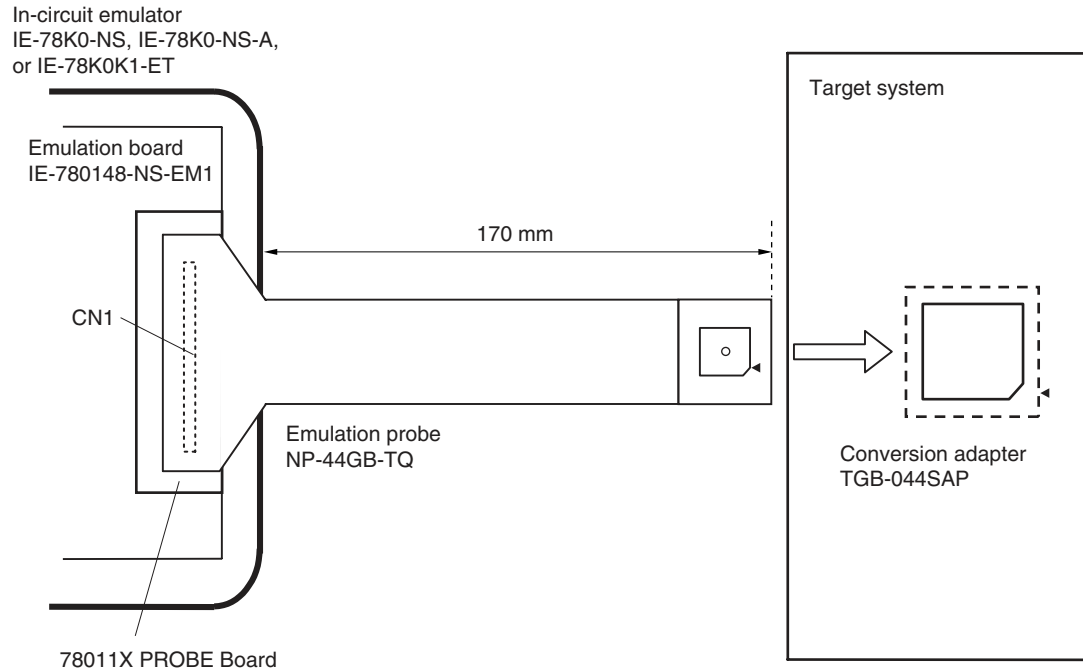 In-circuit emulator
IE-78K0-NS, IE-78K0-NS-A,
or IE-78K0K1-ET
Target system
Emulation board
IE-780148-NS-EM1
170 mm
CN1
Emulation probe
NP-44GB-TQ
Conversion adapter
TGB-044SAP
78011X PROBE Board